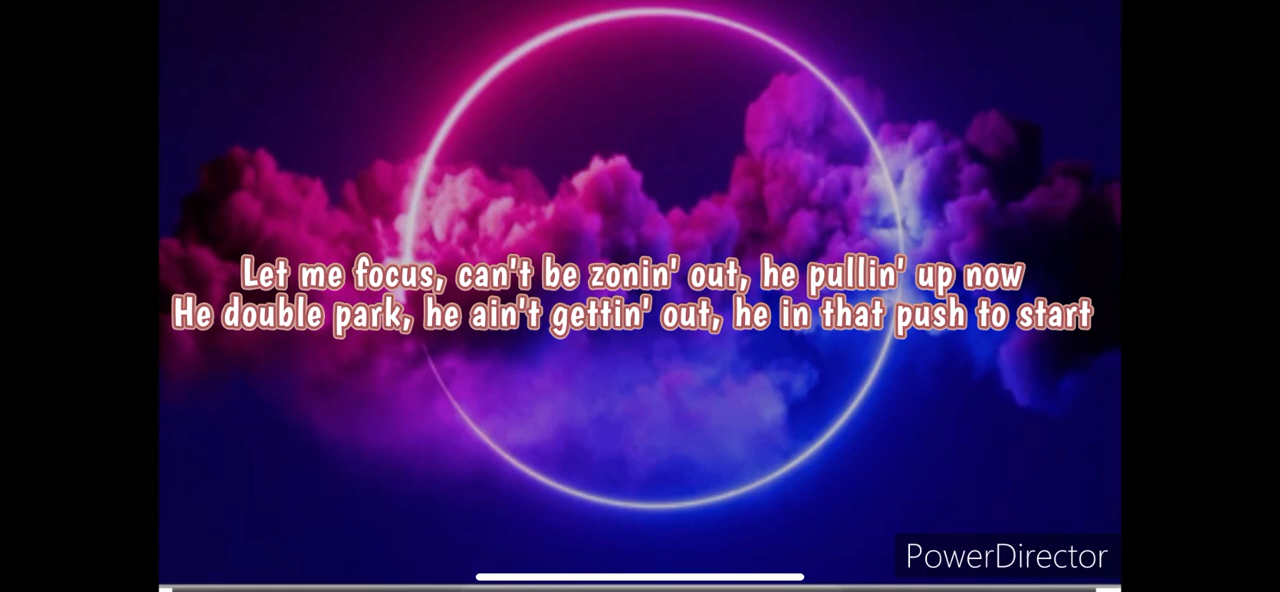 Let me focus, can't be zonin' out, he pullin' up now
He double park, he ain't gettin' out, he in that push to start
PowerDirector